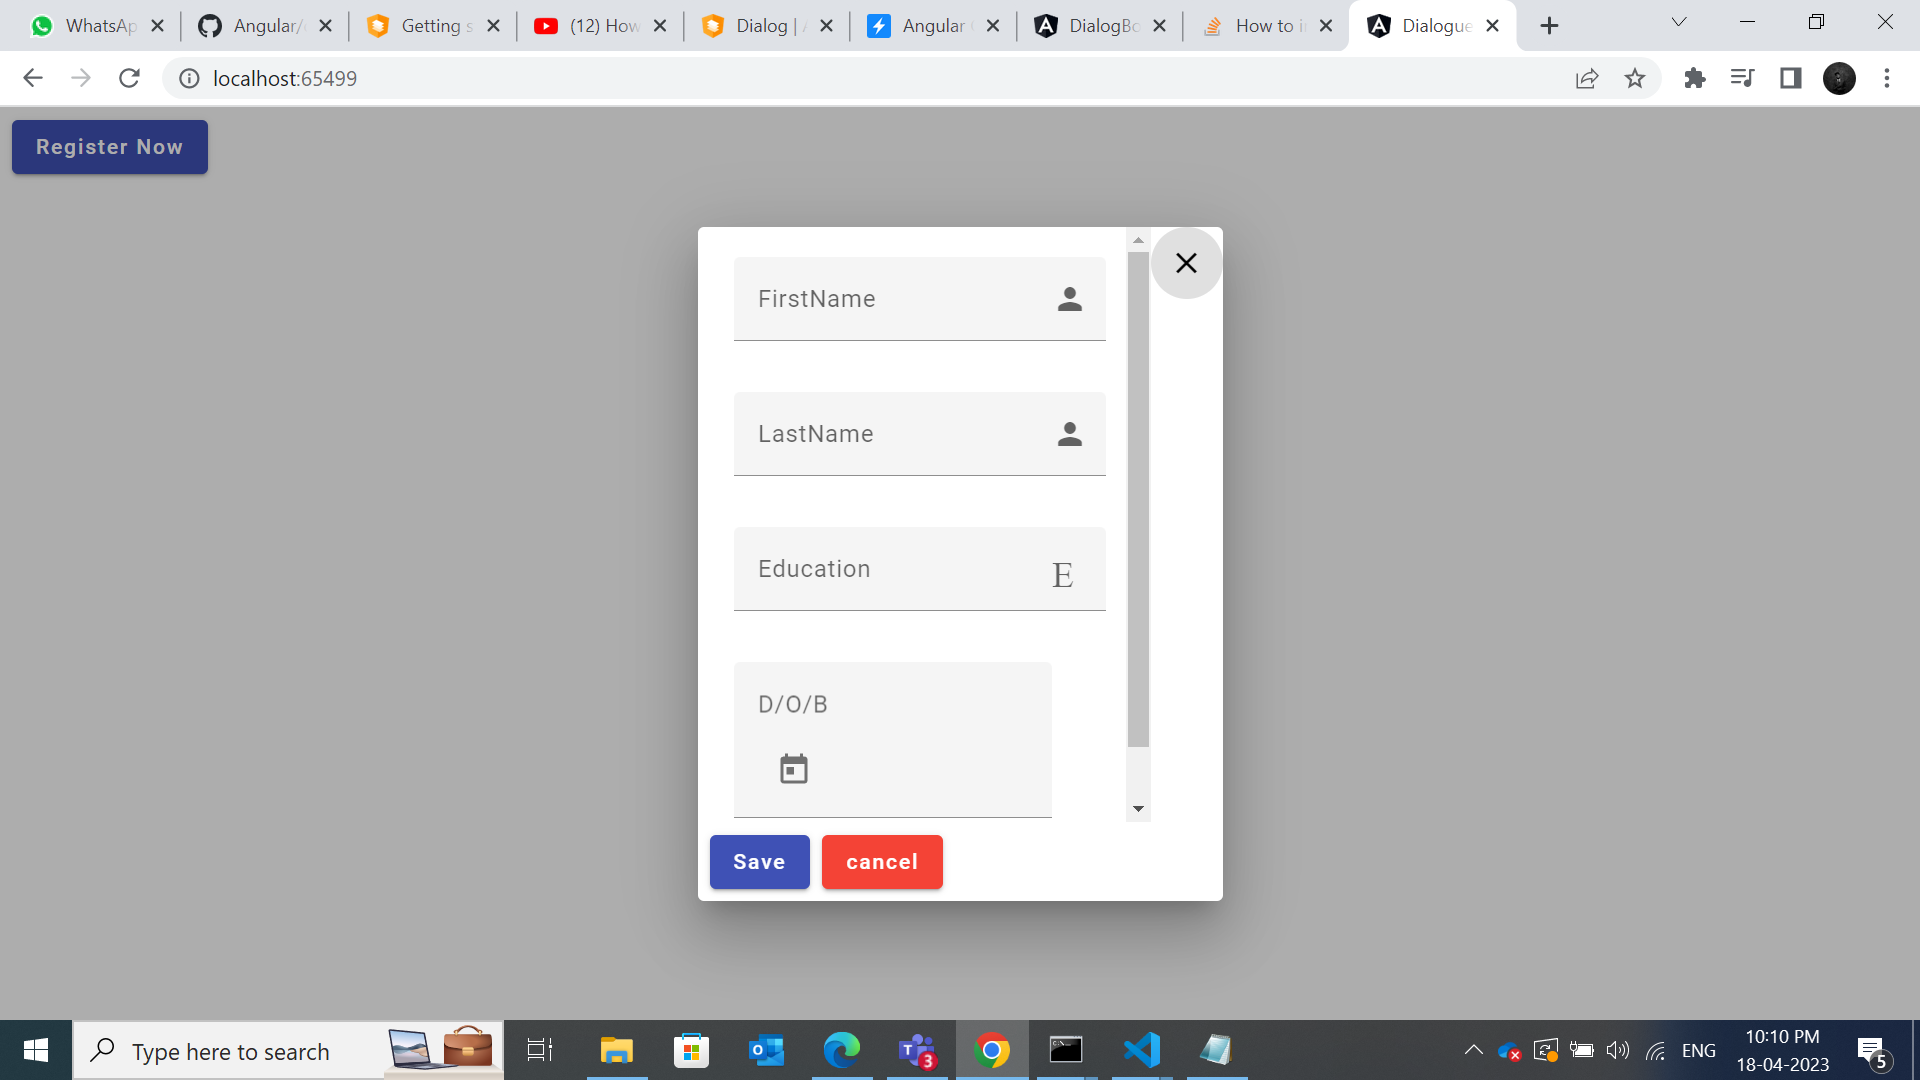 WhatsAp
Angular/
Getting s
(12) How
Dialog | A
Angular
DialogBo
How to i
Dialogue
localhost:65499
Register Now
FirstName
LastName
Education
E
D/O/B
Save
cancel
Type here to search
3
ENG
10:10 PM
18-04-2023
5